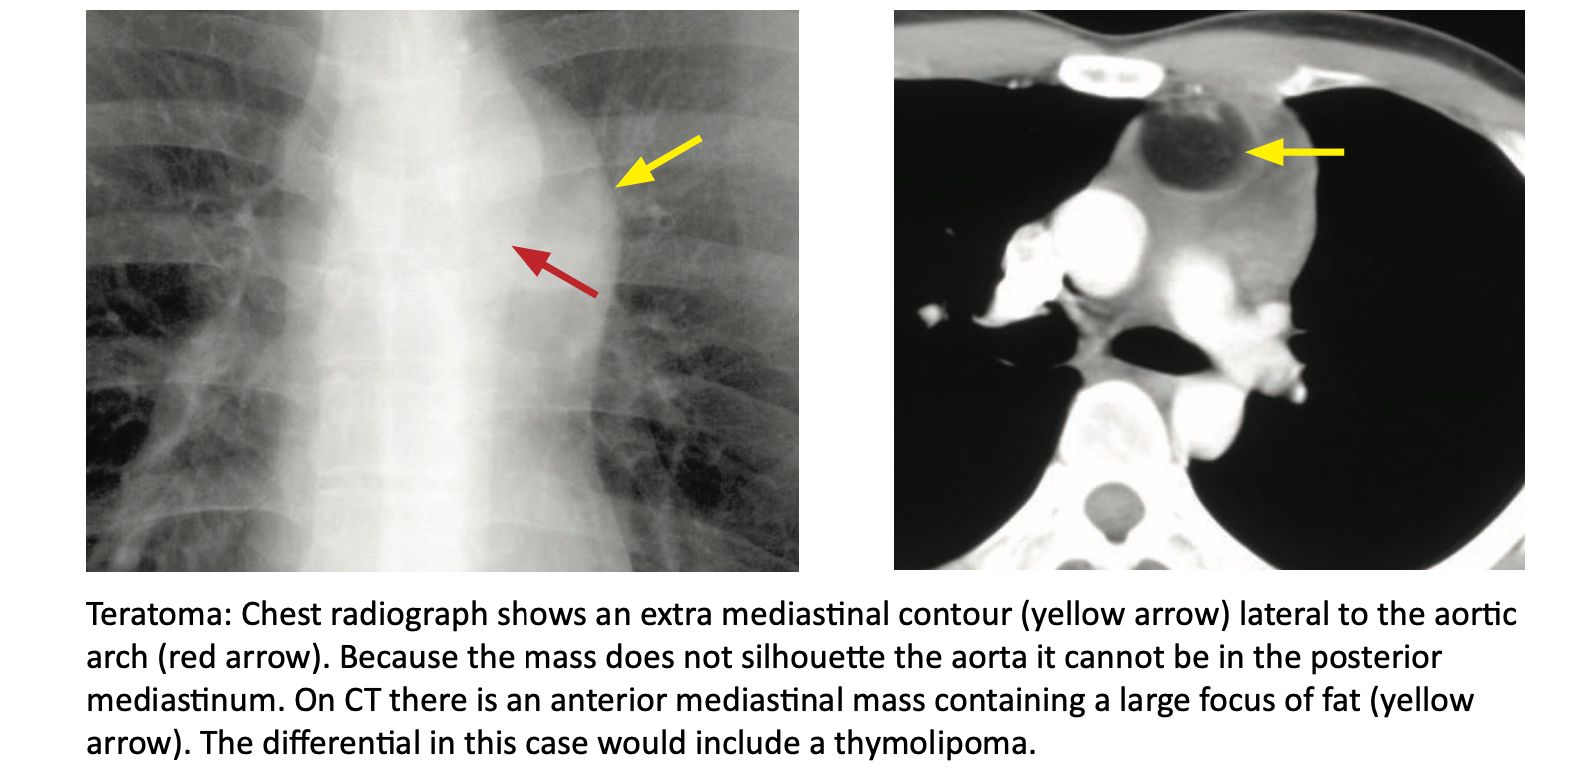 Teratoma: Chest radiograph shows an extra mediastinal contour (yellow arrow) lateral to the aortic
arch (red arrow). Because the mass does not silhouette the aorta it cannot be in the posterior
mediastinum. On CT there is an anterior mediastinal mass containing a large focus of fat (yellow
arrow). The differential in this case would include a thymolipoma.